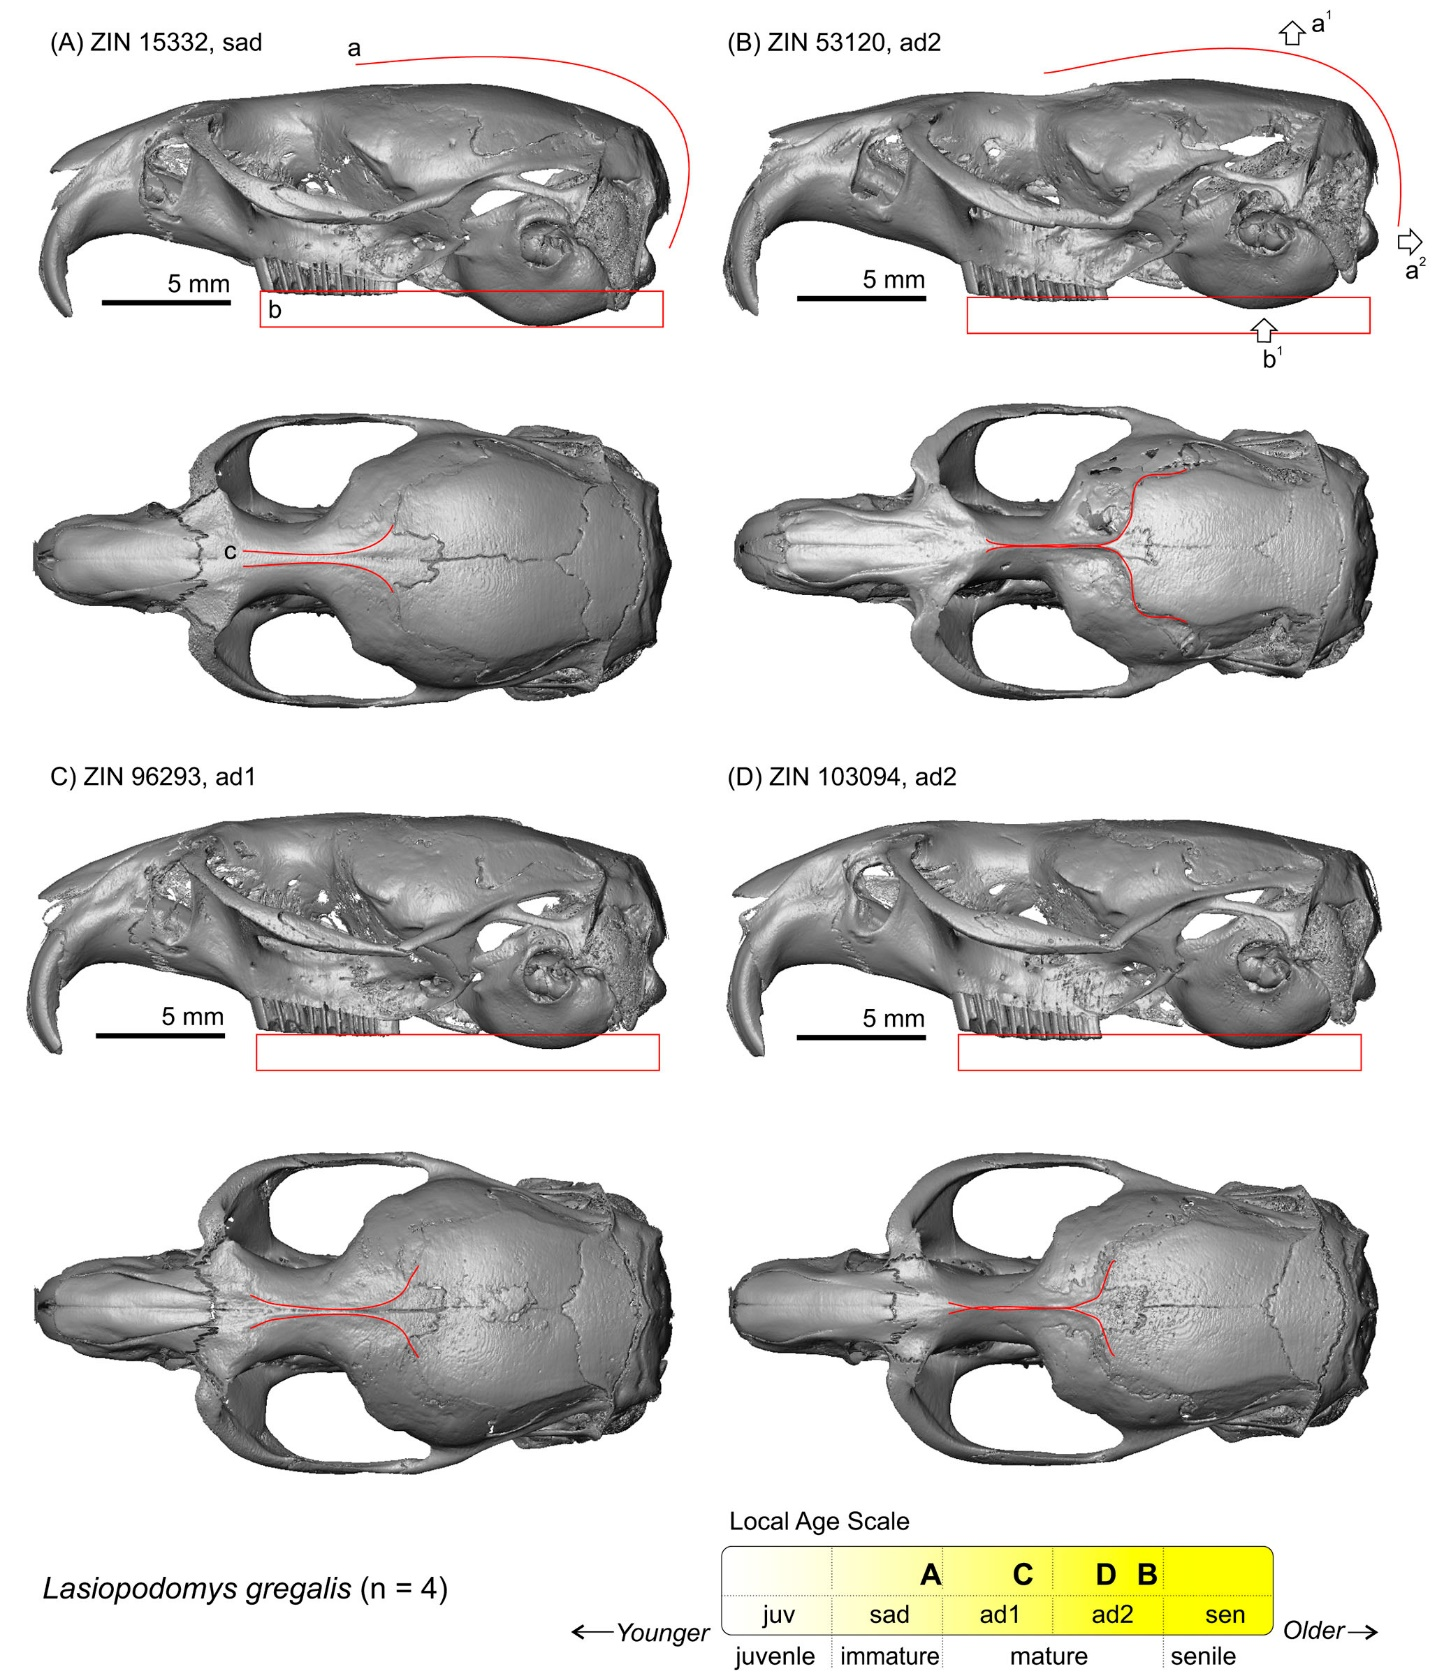 (A) ZIN 15332, sad
a
(B) ZIN 53120, ad2
a¹
a²
5 mm
b
5 mm
b¹
c
C) ZIN 96293, ad1
(D) ZIN 103094, ad2
5 mm
5 mm
Local Age Scale
A C D B
juv sad ad1 ad2 sen
juvenle immature mature senile
Younger
Older
Lasiopodomys gregalis (n = 4)